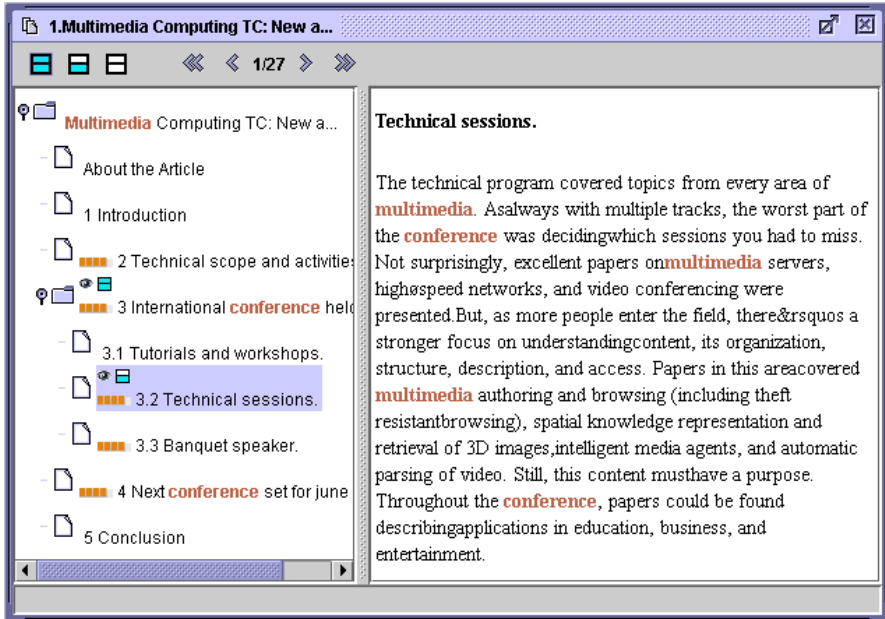 1.Multimedia Computing TC: New a...
1/27
Multimedia Computing TC: New a...
About the Article
1 Introduction
2 Technical scope and activitie
3 International conference held
3.1 Tutorials and workshops.
3.2 Technical sessions.
3.3 Banquet speaker.
4 Next conference set for june
5 Conclusion
Technical sessions.
The technical program covered topics from every area of
multimedia. Asalways with multiple tracks, the worst part of
the conference was decidingwhich sessions you had to miss.
Not surprisingly, excellent papers onmultimedia servers,
highøspeed networks, and video conferencing were
presented.But, as more people enter the field, there&rsquos a
stronger focus on understandingcontent, its organization,
structure, description, and access. Papers in this areacovered
multimedia authoring and browsing (including theft
resistantbrowsing), spatial knowledge representation and
retrieval of 3D images,intelligent media agents, and automatic
parsing of video. Still, this content musthave a purpose.
Throughout the conference, papers could be found
describingapplications in education, business, and
entertainment.